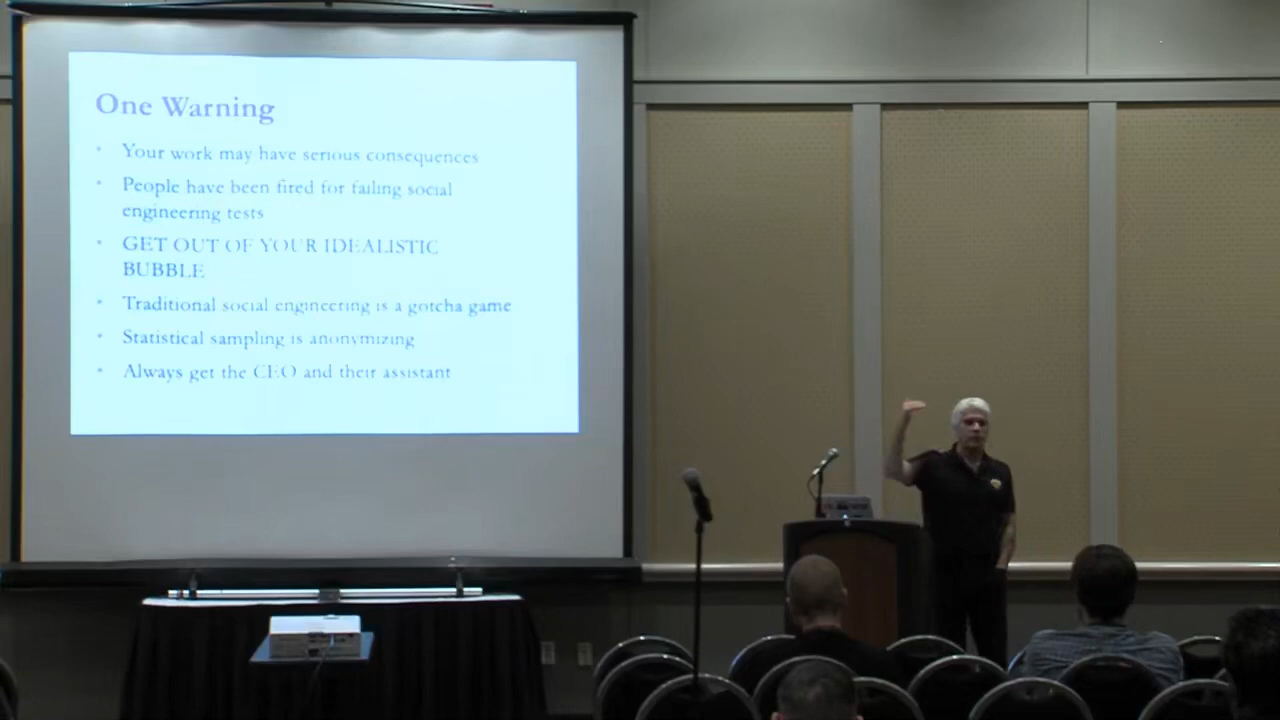 One Warning
Your work may have serious consequences
People have been fired for failing social
engineering tests
GET OUT OF YOUR IDEALISTIC
BUBBLE
Traditional social engineering is a gotcha game
Statistical sampling is anonymizing
Always get the CEO and their assistant